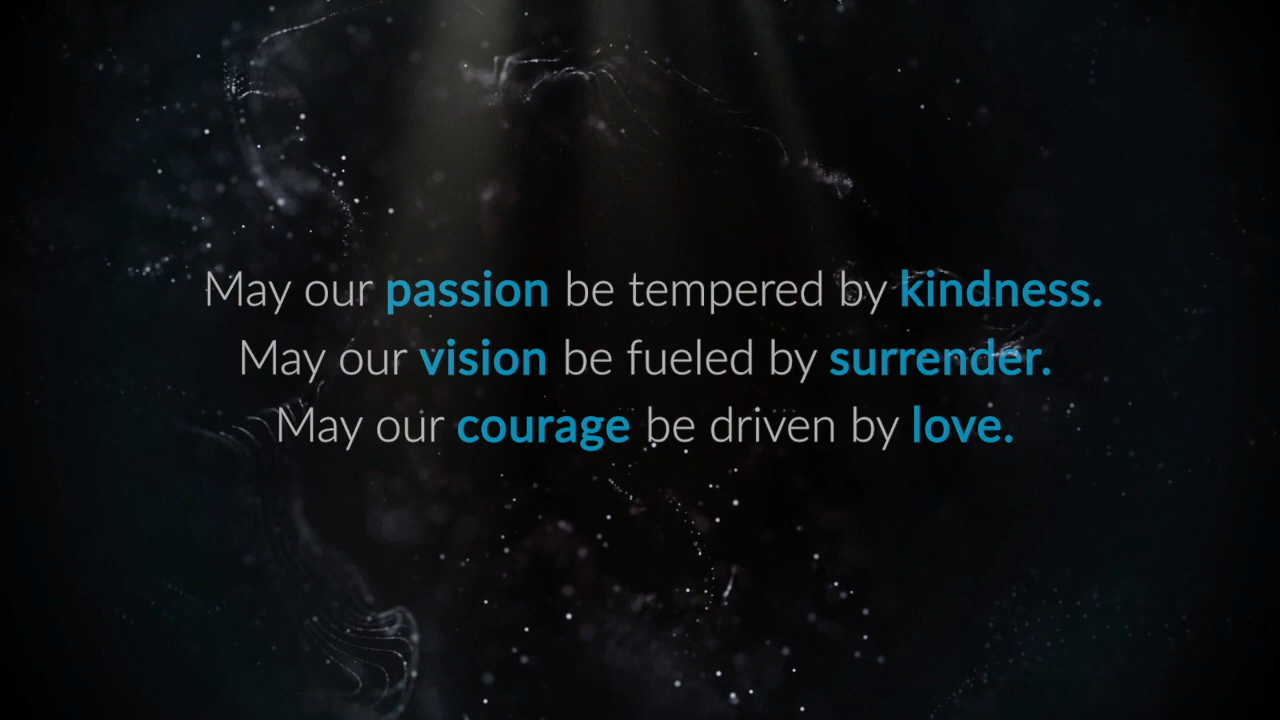 May our passion be tempered by kindness.
May our vision be fueled by surrender.
May our courage be driven by love.